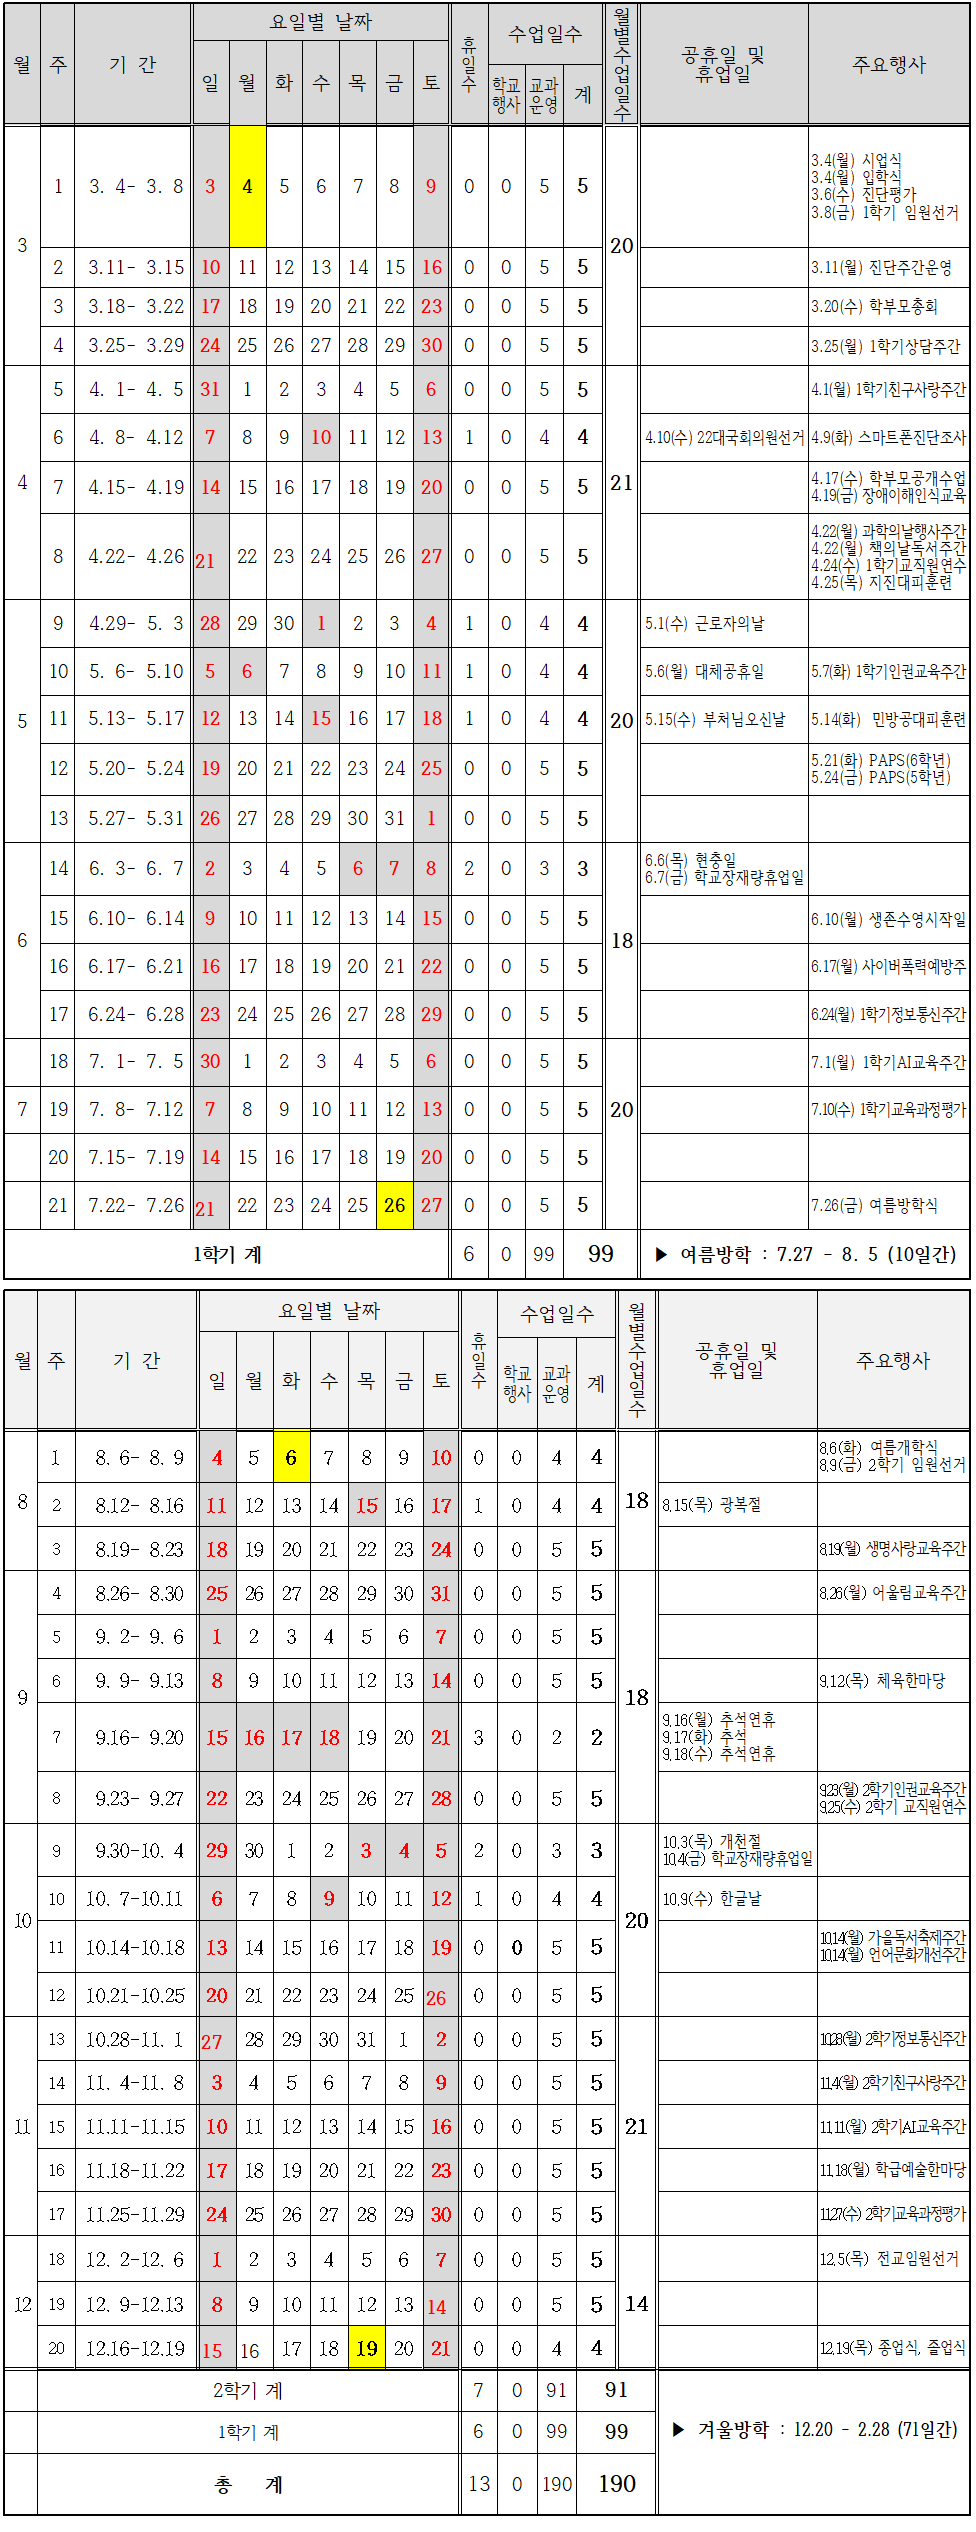 월 주 기 간 요일별 날짜 휴일수 수업일수 월별수업일수 공휴일 및 휴업일 주요행사
일 월 화 수 목 금 토 학교행사 교과운영 계
3 1 3. 4- 3. 8 3 4 5 6 7 8 9 0 0 5 5 20
3.4(월) 시업식
3.4(월) 입학식
3.6(수) 진단평가
3.8(금) 1학기 임원선거
2 3.11- 3.15 10 11 12 13 14 15 16 0 0 5 5 3.11(월) 진단주간운영
3 3.18- 3.22 17 18 19 20 21 22 23 0 0 5 5 3.20(수) 학부모총회
4 3.25- 3.29 24 25 26 27 28 29 30 0 0 5 5 3.25(월) 1학기상담주간
4 5 4. 1- 4. 5 31 1 2 3 4 5 6 0 0 5 5 21 4.1(월) 1학기친구사랑주간
6 4. 8- 4.12 7 8 9 10 11 12 13 1 0 4 4 4.10(수) 22대국회의원선거 4.9(화) 스마트폰진단조사
7 4.15- 4.19 14 15 16 17 18 19 20 0 0 5 5
4.17(수) 학부모공개수업
4.19(금) 장애이해인식교육
8 4.22- 4.26 21 22 23 24 25 26 27 0 0 5 5
4.22(월) 과학의날행사주간
4.22(월) 책의날독서주간
4.24(수) 1학기교직원연수
4.25(목) 지진대피훈련
5 9 4.29- 5. 3 28 29 30 1 2 3 4 1 0 4 4 20 5.1(수) 근로자의날
10 5. 6- 5.10 5 6 7 8 9 10 11 1 0 4 4 5.6(월) 대체공휴일 5.7(화) 1학기인권교육주간
11 5.13- 5.17 12 13 14 15 16 17 18 1 0 4 4 5.15(수) 부처님오신날 5.14(화) 민방공대피훈련
12 5.20- 5.24 19 20 21 22 23 24 25 0 0 5 5
5.21(화) PAPS(6학년)
5.24(금) PAPS(5학년)
13 5.27- 5.31 26 27 28 29 30 31 1 0 0 5 5
6 14 6. 3- 6. 7 2 3 4 5 6 7 8 2 0 3 3 18
6.6(목) 현충일
6.7(금) 학교장재량휴업일
15 6.10- 6.14 9 10 11 12 13 14 15 0 0 5 5 6.10(월) 생존수영시작일
16 6.17- 6.21 16 17 18 19 20 21 22 0 0 5 5 6.17(월) 사이버폭력예방주
17 6.24- 6.28 23 24 25 26 27 28 29 0 0 5 5 6.24(월) 1학기정보통신주간
18 7. 1- 7. 5 30 1 2 3 4 5 6 0 0 5 5 7.1(월) 1학기AI교육주간
7 19 7. 8- 7.12 7 8 9 10 11 12 13 0 0 5 5 20 7.10(수) 1학기교육과정평가
20 7.15- 7.19 14 15 16 17 18 19 20 0 0 5 5
21 7.22- 7.26 21 22 23 24 25 26 27 0 0 5 5 7.26(금) 여름방학식
1학기 계 6 0 99 99 ▶ 여름방학 : 7.27 - 8. 5 (10일간)
월 주 기 간 요일별 날짜 휴일수 수업일수 월별수업일수 공휴일 및 휴업일 주요행사
일 월 화 수 목 금 토 학교행사 교과운영 계
8 1 8. 6- 8. 9 4 5 6 7 8 9 10 0 0 4 4 18
8.6(화) 여름개학식
8.9(금) 2학기 임원선거
2 8.12- 8.16 11 12 13 14 15 16 17 1 0 4 4 8.15(목) 광복절
3 8.19- 8.23 18 19 20 21 22 23 24 0 0 5 5 8.19(월) 생명사랑교육주간
9 4 8.26- 8.30 25 26 27 28 29 30 31 0 0 5 5 18 8.26(월) 어울림교육주간
5 9. 2- 9. 6 1 2 3 4 5 6 7 0 0 5 5
6 9. 9- 9.13 8 9 10 11 12 13 14 0 0 5 5 9.12(목) 체육한마당
7 9.16- 9.20 15 16 17 18 19 20 21 3 0 2 2
9.16(월) 추석연휴
9.17(화) 추석
9.18(수) 추석연휴
8 9.23- 9.27 22 23 24 25 26 27 28 0 0 5 5
9.23(월) 2학기인권교육주간
9.25(수) 2학기 교직원연수
10 9 9.30-10. 4 29 30 1 2 3 4 5 2 0 3 3 20
10.3(목) 개천절
10.4(금) 학교장재량휴업일
10 10. 7-10.11 6 7 8 9 10 11 12 1 0 4 4 10.9(수) 한글날
11 10.14-10.18 13 14 15 16 17 18 19 0 0 5 5
10.14(월) 가을독서축제주간
10.14(월) 언어문화개선주간
12 10.21-10.25 20 21 22 23 24 25 26 0 0 5 5
11 13 10.28-11. 1 27 28 29 30 31 1 2 0 0 5 5 21 10.28(월) 2학기정보통신주간
14 11. 4-11. 8 3 4 5 6 7 8 9 0 0 5 5 11.4(월) 2학기친구사랑주간
15 11.11-11.15 10 11 12 13 14 15 16 0 0 5 5 11.11(월) 2학기AI교육주간
16 11.18-11.22 17 18 19 20 21 22 23 0 0 5 5 11.18(월) 학급예술한마당
17 11.25-11.29 24 25 26 27 28 29 30 0 0 5 5 11.27(수) 2학기교육과정평가
12 18 12. 2-12. 6 1 2 3 4 5 6 7 0 0 5 5 14 12.5(목) 전교임원선거
19 12. 9-12.13 8 9 10 11 12 13 14 0 0 5 5
20 12.16-12.19 15 16 17 18 19 20 21 0 0 4 4 12.19(목) 종업식, 졸업식
2학기 계 7 0 91 91
1학기 계 6 0 99 99 ▶ 겨울방학 : 12.20 - 2.28 (71일간)
총 계 13 0 190 190